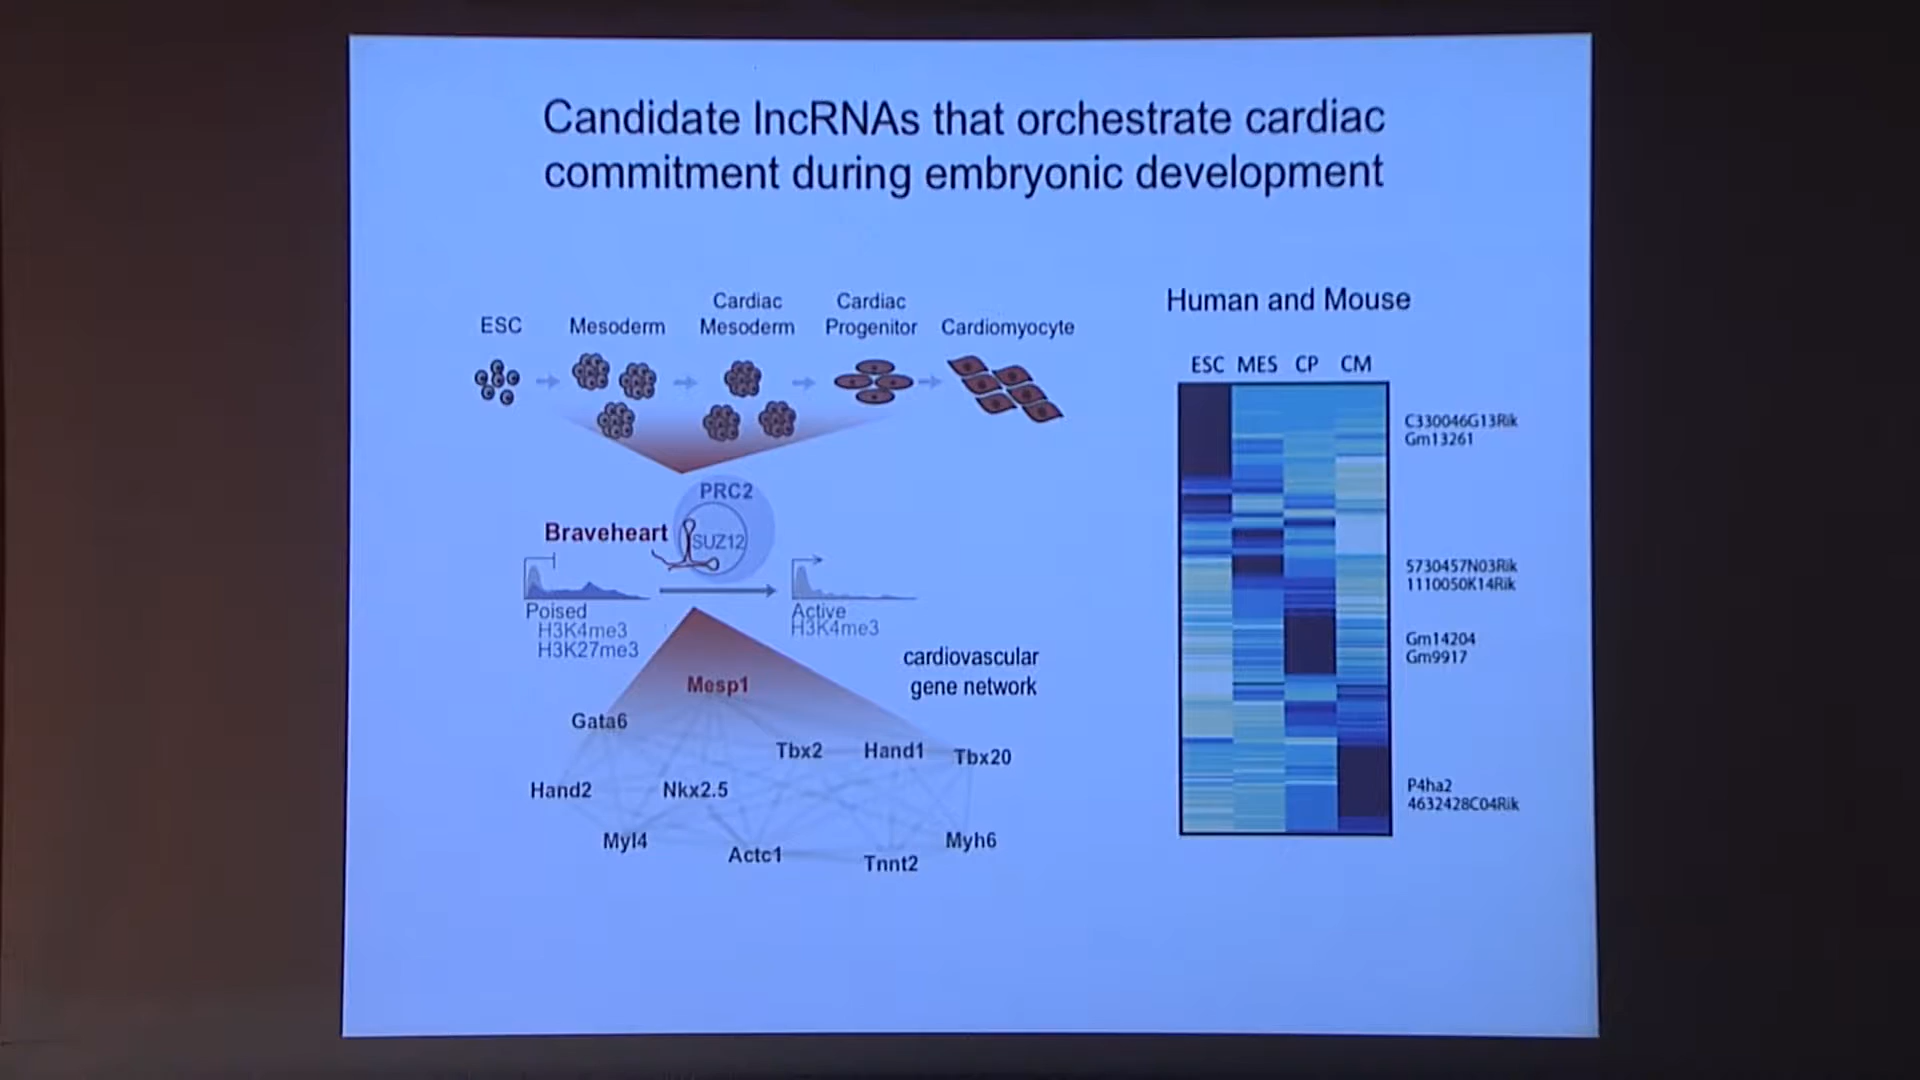 Candidate lncRNAs that orchestrate cardiac
commitment during embryonic development
ESC
Mesoderm
Cardiac
Mesoderm
Cardiac
Progenitor
Cardiomyocyte
PRC2
Braveheart
SUZ12
Poised
H3K4me3
H3K27me3
Active
H3K4me3
cardiovascular
gene network
Mesp1
Gata6
Tbx2
Hand1
Tbx20
Hand2
Nkx2.5
Myl4
Actc1
Tnnt2
Myh6
Human and Mouse
ESC MES CP CM
C330046G13Rik
Gm13261
5730457N03Rik
1110050K14Rik
Gm14204
Gm9917
P4ha2
4632428C04Rik